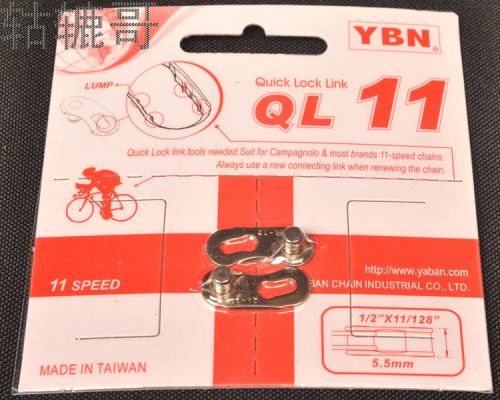 粘辘哥
YBN®
LUMP
Quick Lock Link
QL 11
Quick Lock link,tools needed.Suit for Campagnolo & most brands 11-speed chains.
Always use a new connecting link when renewing the chain.
11 SPEED
http://www.yaban.com
ABAN CHAIN INDUSTRIAL CO., LTD.
1/2"X11/128"
5.5mm
MADE IN TAIWAN